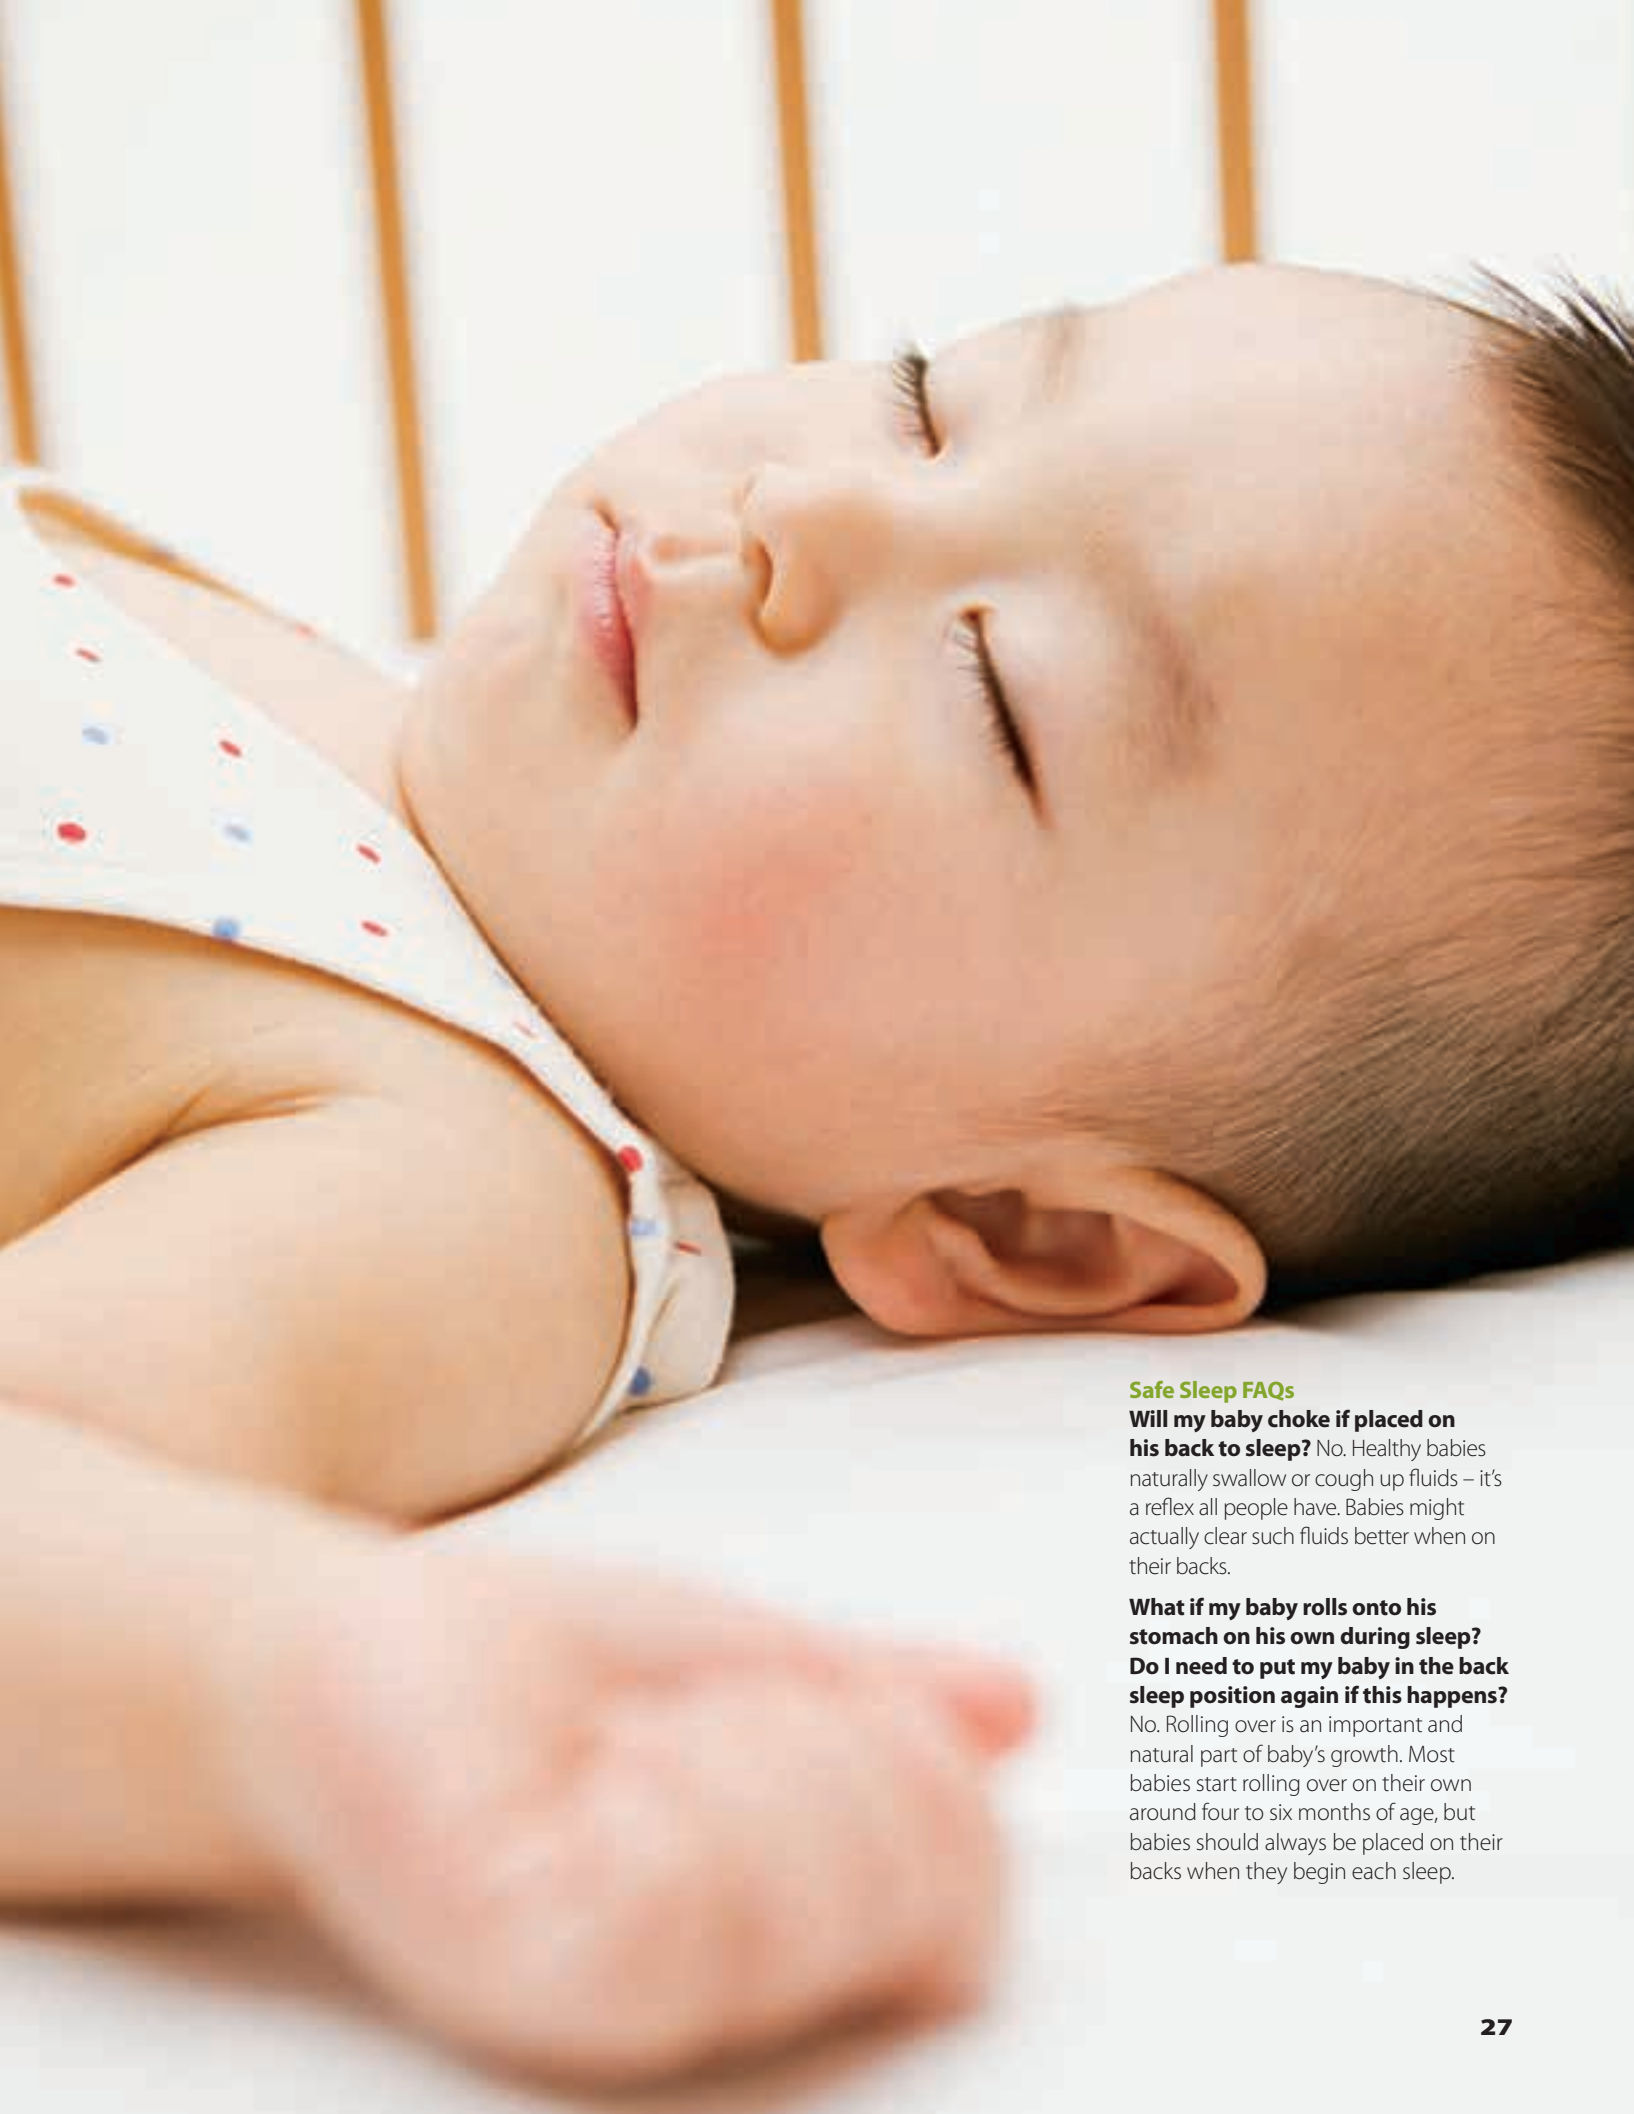 Safe Sleep FAQs
Will my baby choke if placed on
his back to sleep? No. Healthy babies
naturally swallow or cough up fluids – it’s
a reflex all people have. Babies might
actually clear such fluids better when on
their backs.
What if my baby rolls onto his
stomach on his own during sleep?
Do I need to put my baby in the back
sleep position again if this happens?
No. Rolling over is an important and
natural part of baby’s growth. Most
babies start rolling over on their own
around four to six months of age, but
babies should always be placed on their
backs when they begin each sleep.
27